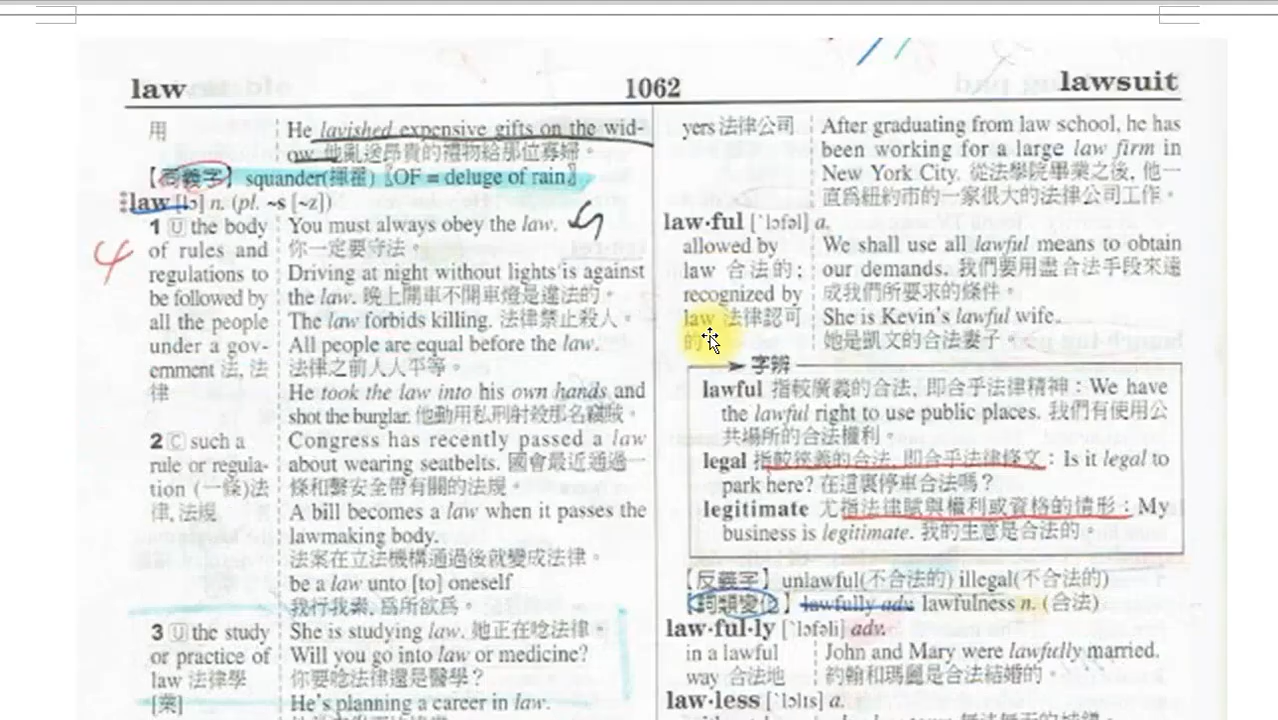 law
1062
lawsuit
用
He lavished expensive gifts on the wid-
ow 他亂送昂貴的禮物給那位寡婦。
【同義字】squander(揮霍)〖OF = deluge of rain〗
law [lɔ] n. (pl. ~s [~z])
1 U the body
of rules and
regulations to
be followed by
all the people
under a gov-
ernment 法, 法
律
You must always obey the law.
你一定要守法。
Driving at night without lights is against
the law. 晚上開車不開車燈是違法的。
The law forbids killing. 法律禁止殺人。
All people are equal before the law.
法律之前人人平等。
He took the law into his own hands and
shot the burglar. 他動用私刑射殺那名竊賊。
4
2 C such a
rule or regula-
tion (一條)法
律, 法規
Congress has recently passed a law
about wearing seatbelts. 國會最近通過一
條和繫安全帶有關的法規。
A bill becomes a law when it passes the
lawmaking body.
法案在立法機構通過後就變成法律。
be a law unto [to] oneself
我行我素, 為所欲為。
3 U the study
or practice of
law 法律學
[業]
She is studying law. 她正在唸法律。
Will you go into law or medicine?
你要唸法律還是醫學？
He's planning a career in law.
yers 法律公司
After graduating from law school, he has
been working for a large law firm in
New York City. 從法學院畢業之後, 他一
直為紐約市的一家很大的法律公司工作。
law·ful [ˈlɔfəl] a.
allowed by
law 合法的;
recognized by
law 法律認可
的
We shall use all lawful means to obtain
our demands. 我們要用盡合法手段來達
成我們所要求的條件。
She is Kevin's lawful wife.
她是凱文的合法妻子
字辨
lawful 指較廣義的合法, 即合乎法律精神: We have
the lawful right to use public places. 我們有使用公
共場所的合法權利。
legal 指較狹義的合法, 即合乎法律條文: Is it legal to
park here? 在這裏停車合法嗎？
legitimate 尤指法律賦與權利或資格的情形: My
business is legitimate. 我的生意是合法的。
【反義字】unlawful(不合法的) illegal(不合法的)
【詞類變化】lawfully adv. lawfulness n. (合法)
law·ful·ly [ˈlɔfəli] adv.
in a lawful
way 合法地
John and Mary were lawfully married.
約翰和瑪麗是合法結婚的。
law·less [ˈlɔlɪs] a.